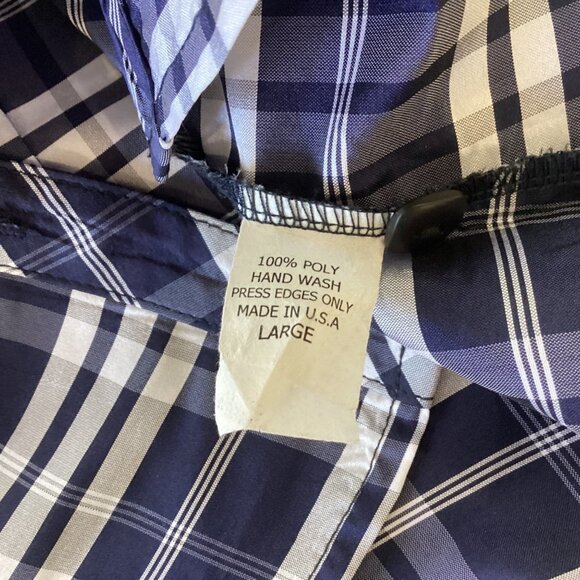 100% POLY
HAND WASH
PRESS EDGES ONLY
MADE IN U.S.A
LARGE